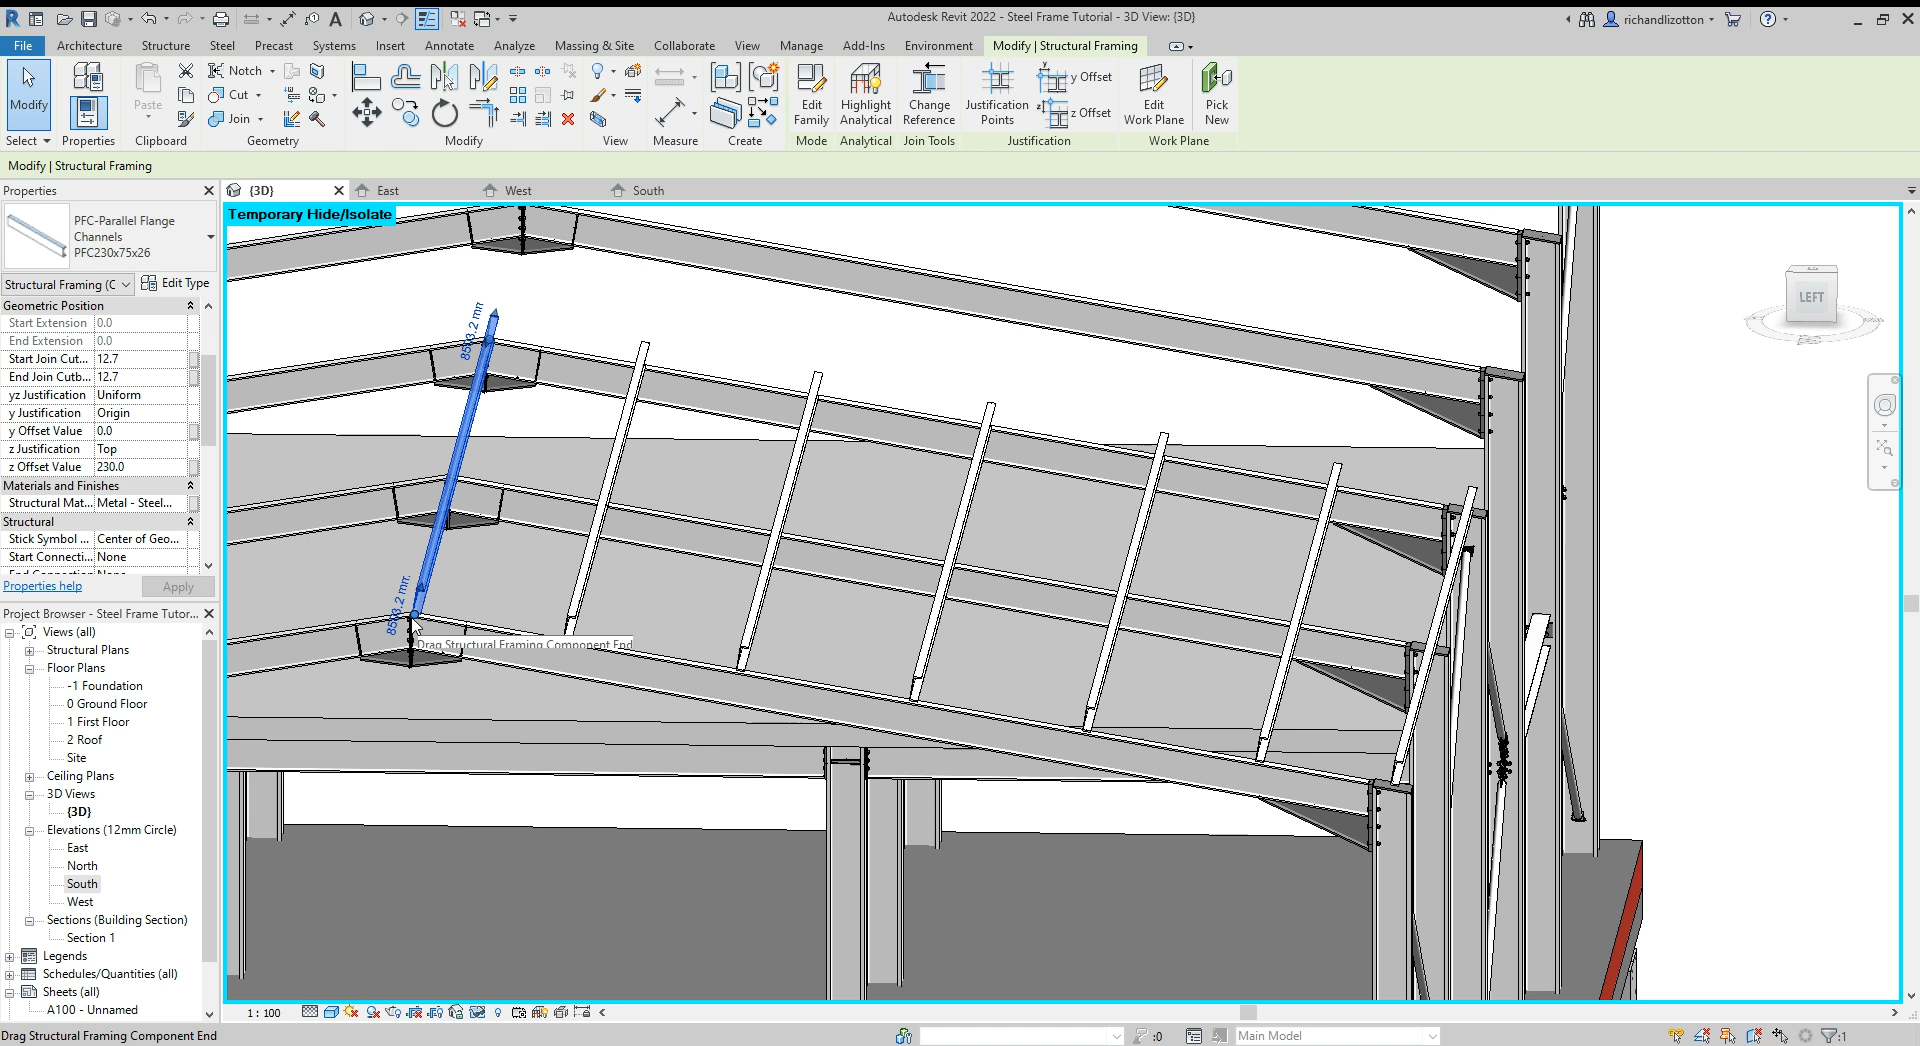 Autodesk Revit 2022 - Steel Frame Tutorial - 3D View: {3D}
richandlizotton
File
Architecture
Structure
Steel
Precast
Systems
Insert
Annotate
Analyze
Massing & Site
Collaborate
View
Manage
Add-Ins
Environment
Modify | Structural Framing
Modify
Paste
Notch
Cut
Join
Edit Family
Highlight Analytical
Change Reference
Justification Points
y Offset
z Offset
Edit Work Plane
Pick New
Select
Properties
Clipboard
Geometry
Modify
View
Measure
Create
Mode
Analytical
Join Tools
Justification
Work Plane
Modify | Structural Framing
Properties
{3D}
East
West
South
PFC-Parallel Flange
Channels
PFC230x75x26
Structural Framing (C
Edit Type
Geometric Position
Start Extension 0.0
End Extension 0.0
Start Join Cut... 12.7
End Join Cutb... 12.7
yz Justification Uniform
y Justification Origin
y Offset Value 0.0
z Justification Top
z Offset Value 230.0
Materials and Finishes
Structural Mat... Metal - Steel...
Structural
Stick Symbol ... Center of Geo...
Start Connecti... None
Properties help
Apply
Project Browser - Steel Frame Tutor...
Views (all)
Structural Plans
Floor Plans
-1 Foundation
0 Ground Floor
1 First Floor
2 Roof
Site
Ceiling Plans
3D Views
{3D}
Elevations (12mm Circle)
East
North
South
West
Sections (Building Section)
Section 1
Legends
Schedules/Quantities (all)
Sheets (all)
A100 - Unnamed
Temporary Hide/Isolate
LEFT
Drag Structural Framing Component End
1 : 100
Drag Structural Framing Component End
:0
Main Model
:1